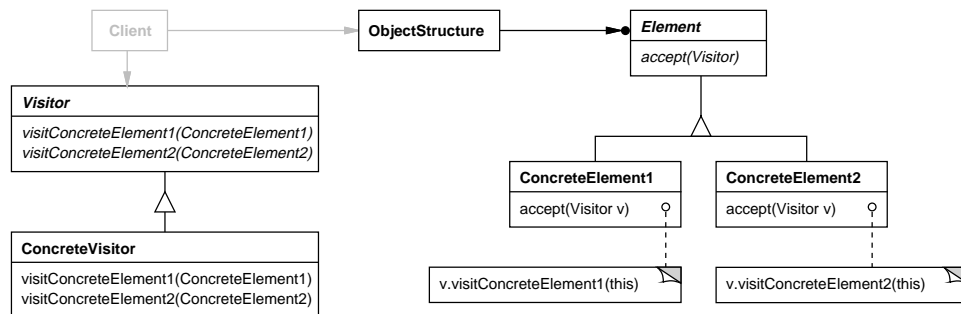 Client
ObjectStructure
Element
accept(Visitor)
Visitor
visitConcreteElement1(ConcreteElement1)
visitConcreteElement2(ConcreteElement2)
ConcreteElement1
accept(Visitor v)
ConcreteElement2
accept(Visitor v)
ConcreteVisitor
visitConcreteElement1(ConcreteElement1)
visitConcreteElement2(ConcreteElement2)
v.visitConcreteElement1(this)
v.visitConcreteElement2(this)